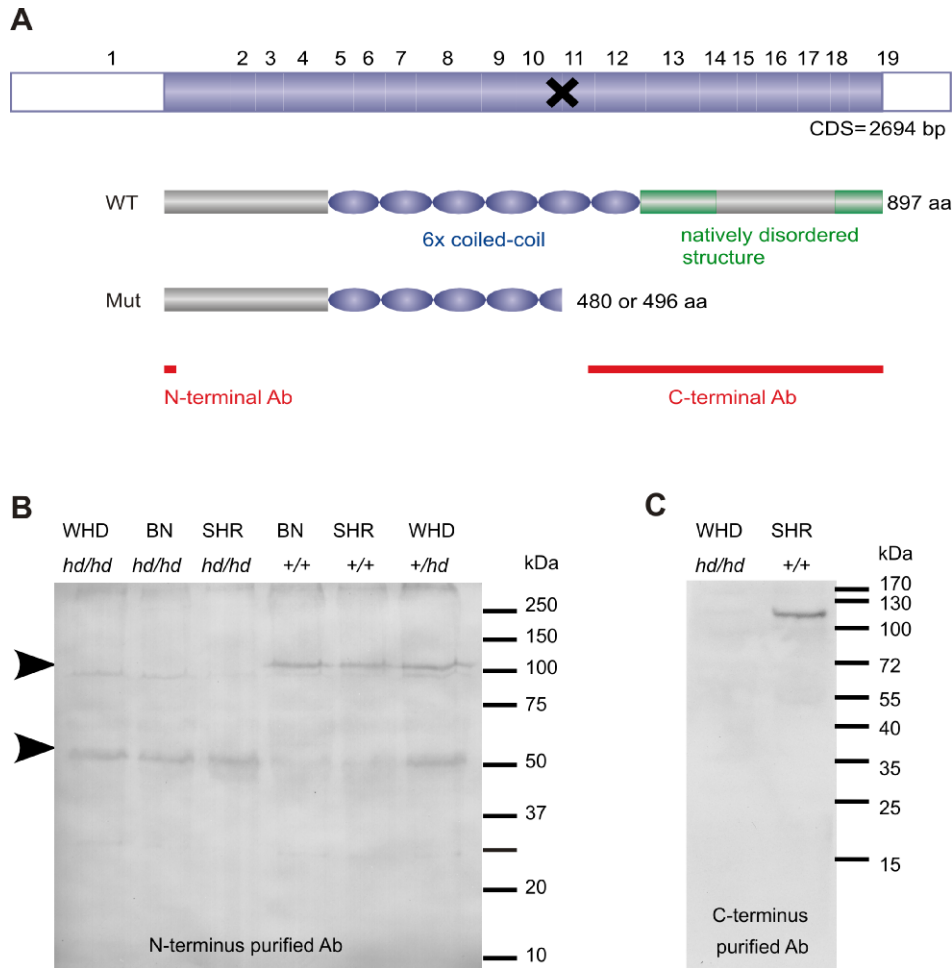 A
1 2 3 4 5 6 7 8 9 10 11 12 13 14 15 16 17 18 19
CDS=2694 bp
WT 897 aa
6x coiled-coil natively disordered
structure
Mut 480 or 496 aa
N-terminal Ab C-terminal Ab
B
WHD BN SHR BN SHR WHD
hd/hd hd/hd hd/hd +/+ +/+ +/hd kDa
250
150
100
75
50
37
20
10
N-terminus purified Ab
C
WHD SHR
hd/hd +/+ kDa
170
130
100
72
55
40
35
25
15
C-terminus
purified Ab